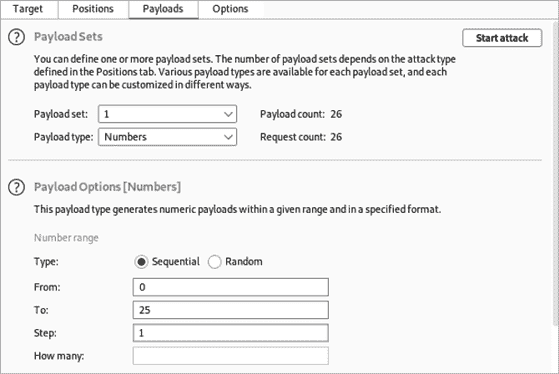 Target Positions Payloads Options
? Payload Sets Start attack
You can define one or more payload sets. The number of payload sets depends on the attack type
defined in the Positions tab. Various payload types are available for each payload set, and each
payload type can be customized in different ways.
Payload set: 1 Payload count: 26
Payload type: Numbers Request count: 26
? Payload Options [Numbers]
This payload type generates numeric payloads within a given range and in a specified format.
Number range
Type: Sequential Random
From: 0
To: 25
Step: 1
How many: